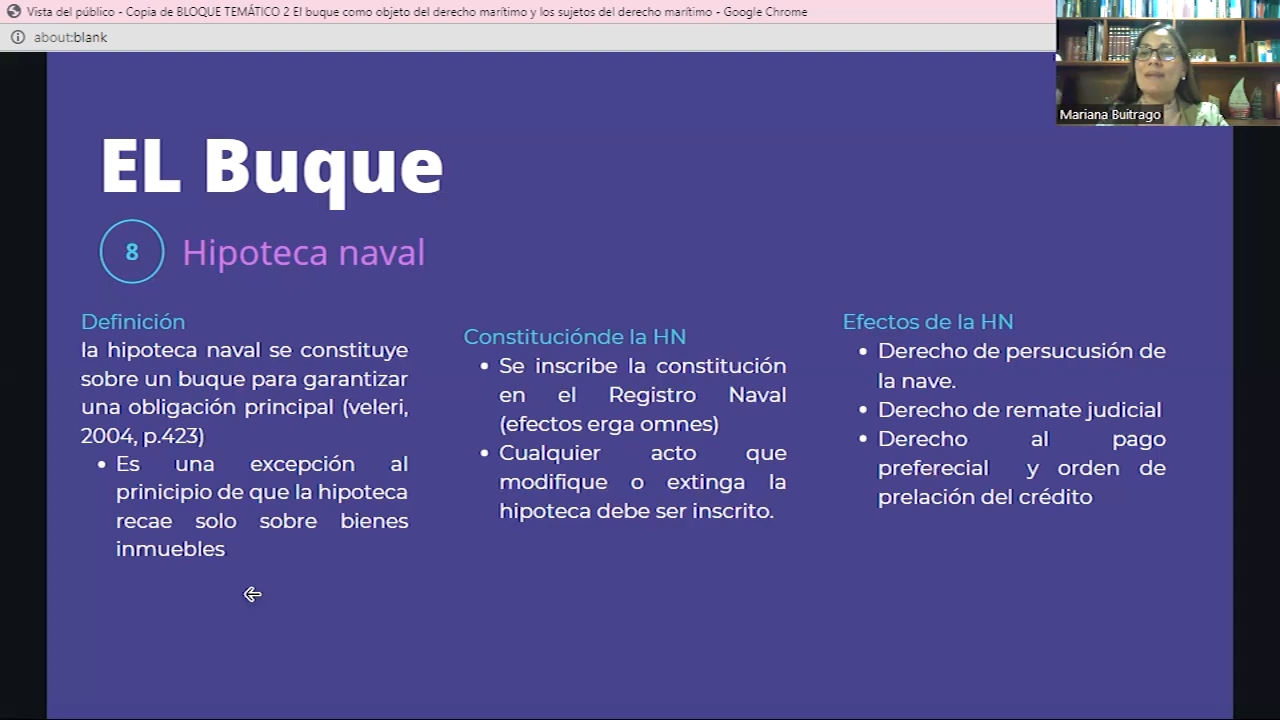 Vista del público - Copia de BLOQUE TEMÁTICO 2 El buque como objeto del derecho marítimo y los sujetos del derecho marítimo - Google Chrome
about:blank
Mariana Buitrago
EL Buque
8 Hipoteca naval
Definición
la hipoteca naval se constituye
sobre un buque para garantizar
una obligación principal (veleri,
2004, p.423)
• Es una excepción al
prinicipio de que la hipoteca
recae solo sobre bienes
inmuebles
Constituciónde la HN
• Se inscribe la constitución
en el Registro Naval
(efectos erga omnes)
• Cualquier acto que
modifique o extinga la
hipoteca debe ser inscrito.
Efectos de la HN
• Derecho de persucusión de
la nave.
• Derecho de remate judicial
• Derecho al pago
preferecial y orden de
prelación del crédito